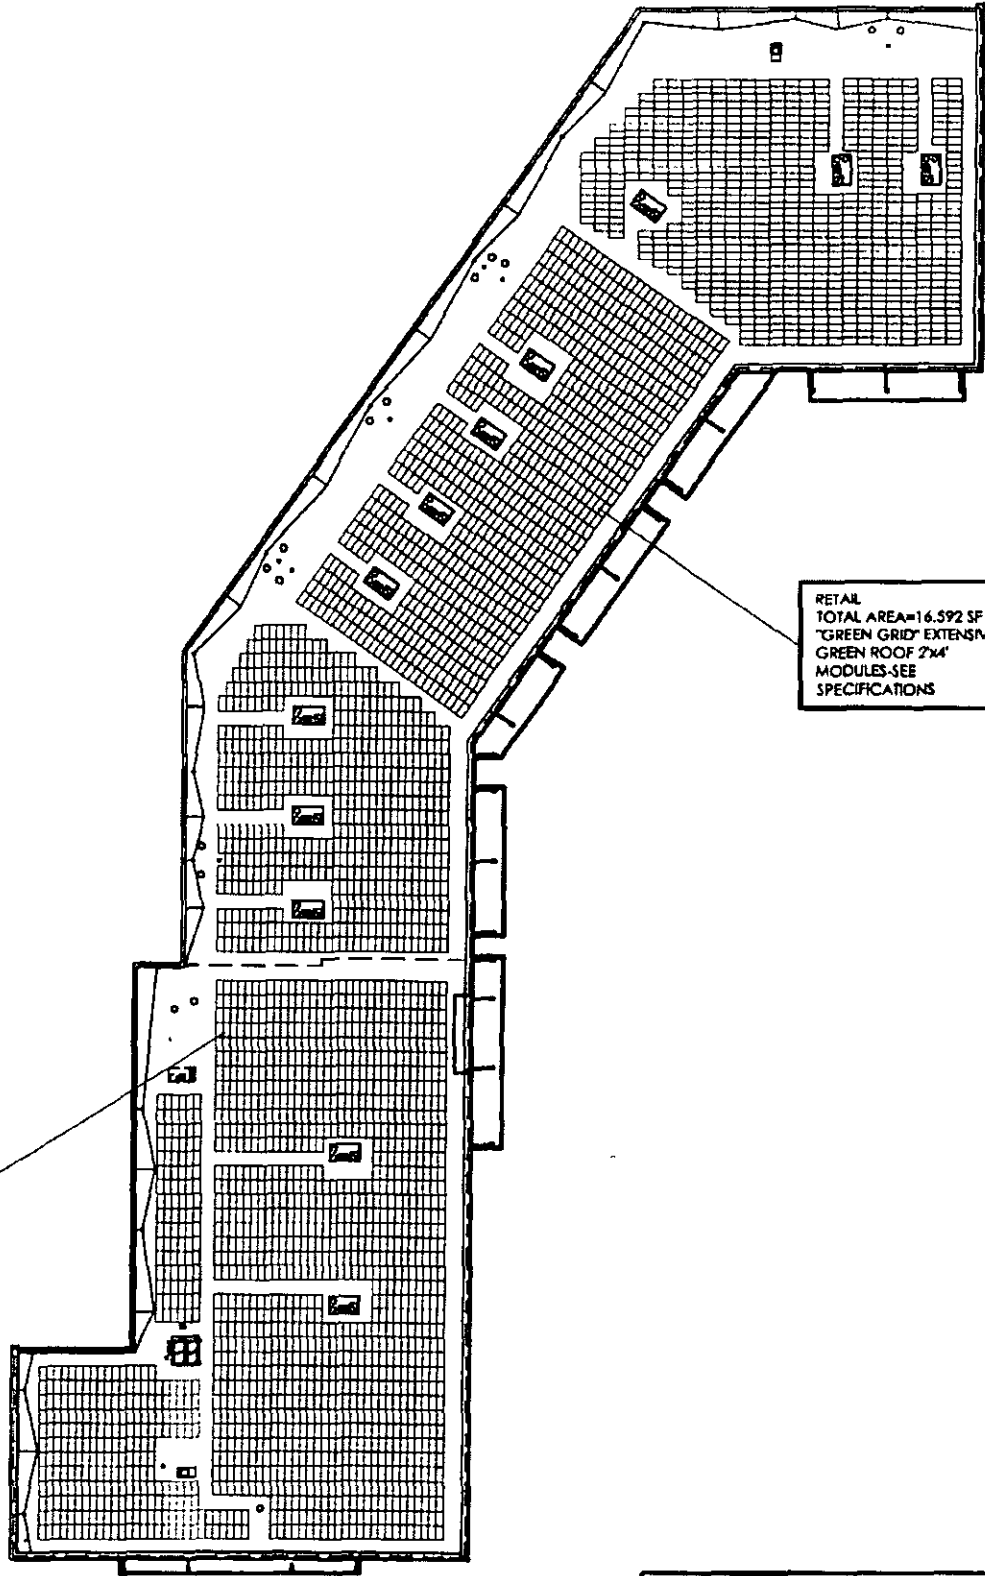 RETAIL
TOTAL AREA=16.592 SF
"GREEN GRID" EXTENSIV
GREEN ROOF 2'x4'
MODULES-SEE
SPECIFICATIONS